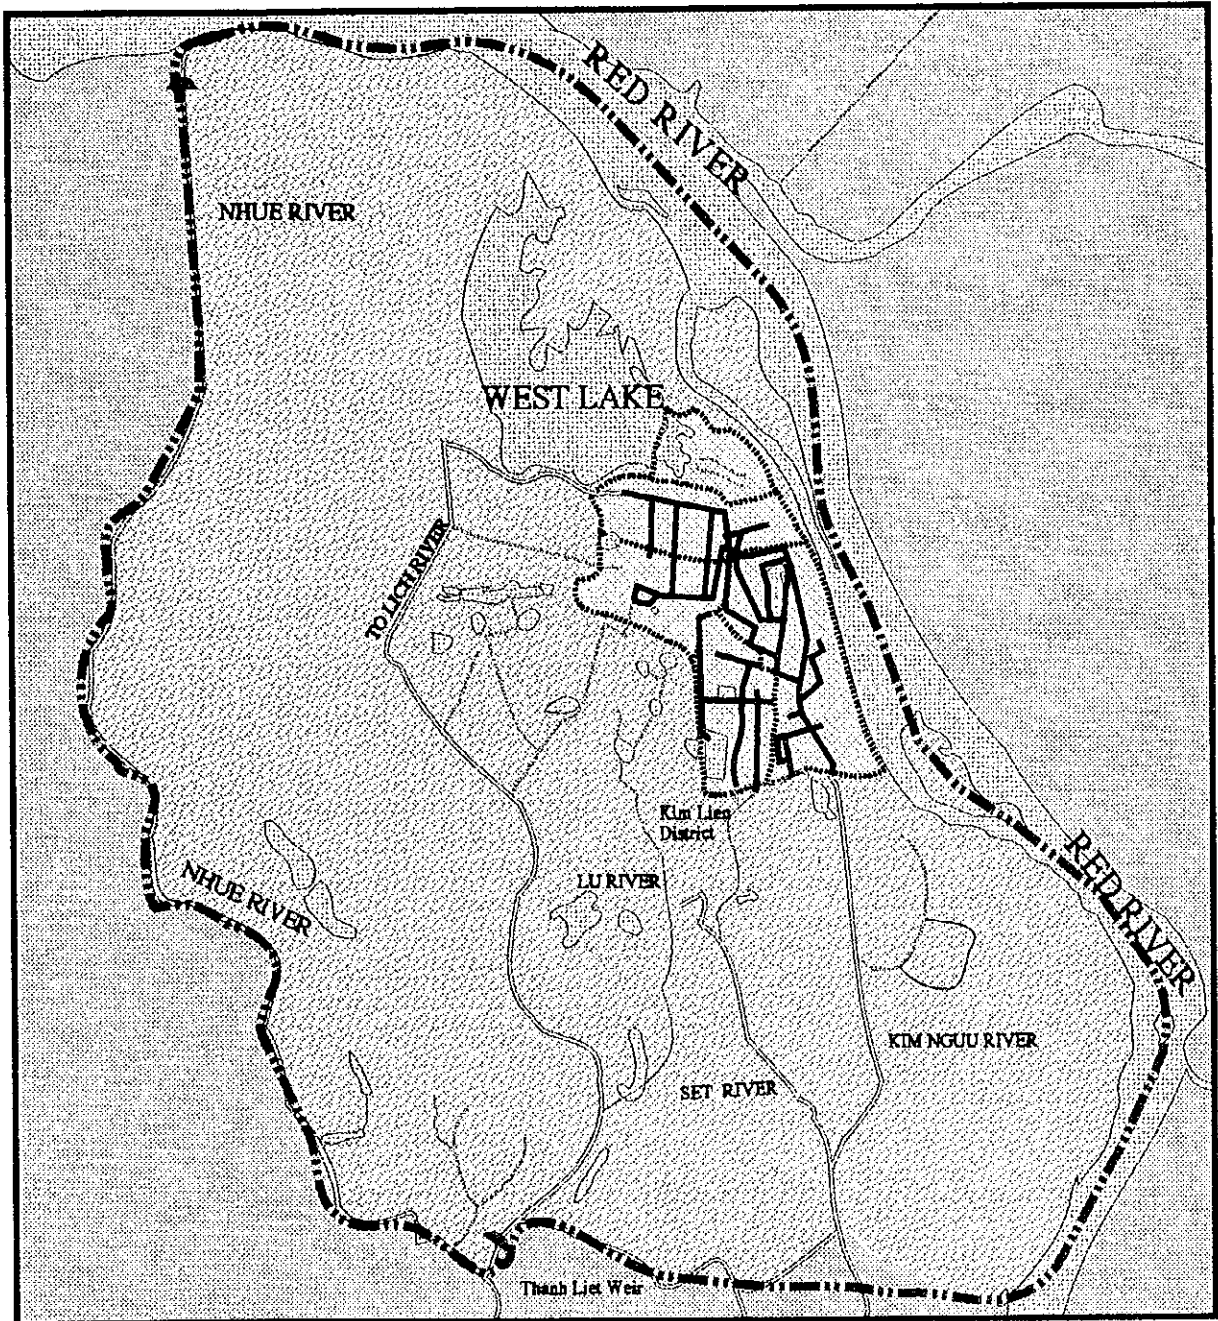 RED RIVER
NHUE RIVER
WEST LAKE
TO LICH RIVER
Kim Lien
District
NHUE RIVER
LU RIVER
RED RIVER
KIM NGUU RIVER
SET RIVER
Thanh Liet Weir